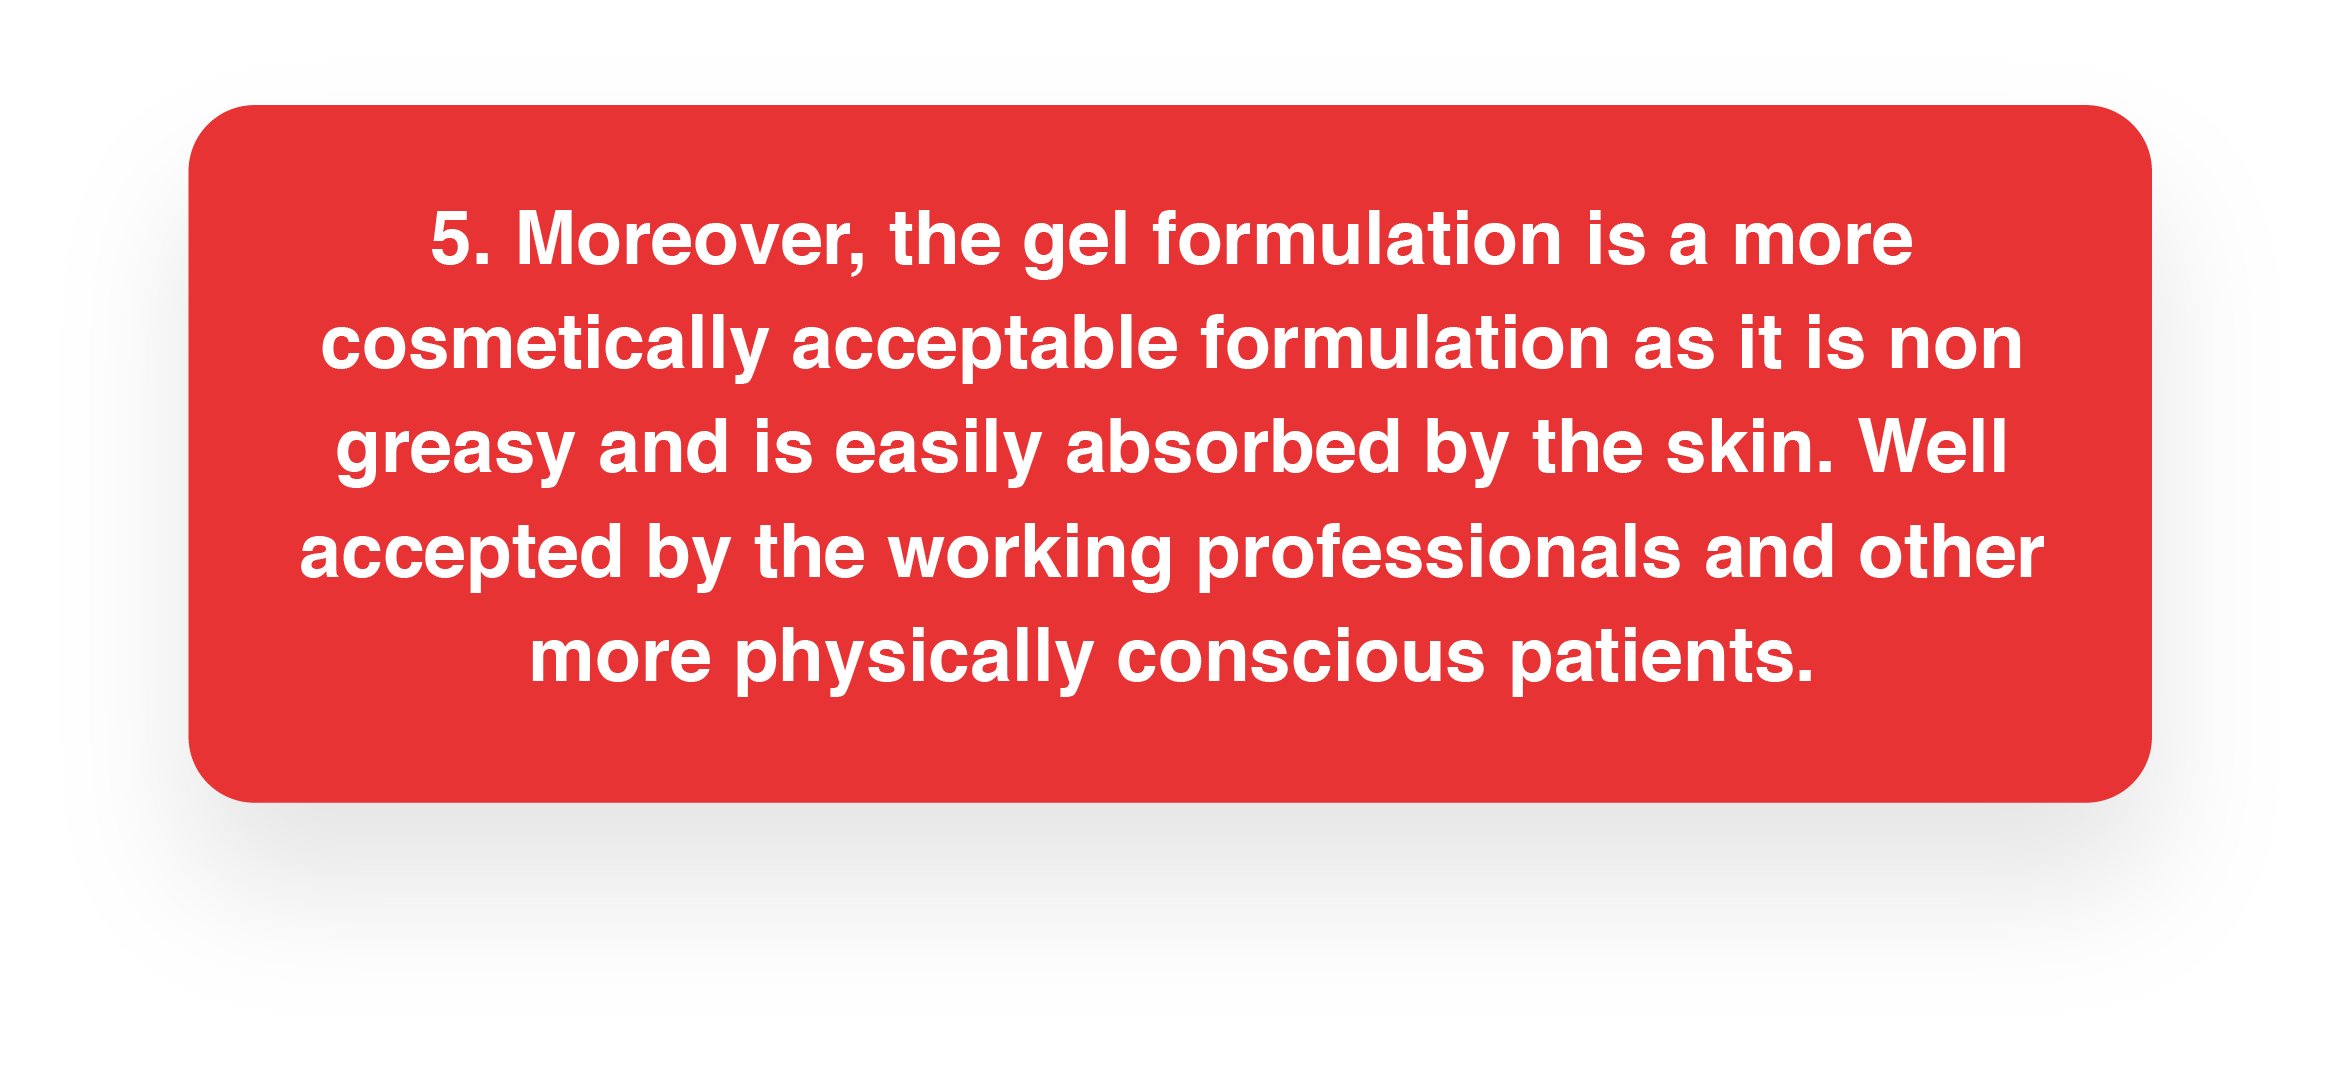 5. Moreover, the gel formulation is a more
cosmetically acceptable formulation as it is non
greasy and is easily absorbed by the skin. Well
accepted by the working professionals and other
more physically conscious patients.